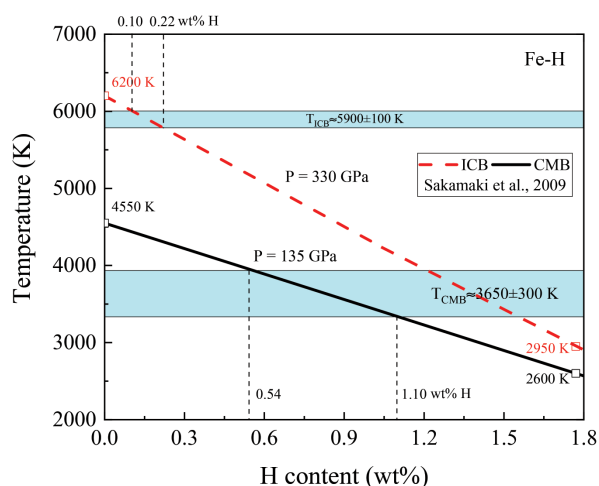 0.10
0.22 wt% H
7000
6000
5000
4000
3000
2000
Temperature (K)
Fe-H
6200 K
T_ICB≈5900±100 K
ICB
CMB
Sakamaki et al., 2009
P = 330 GPa
4550 K
P = 135 GPa
T_CMB≈3650±300 K
2950 K
2600 K
0.54
1.10 wt% H
0.0
0.3
0.6
0.9
1.2
1.5
1.8
H content (wt%)